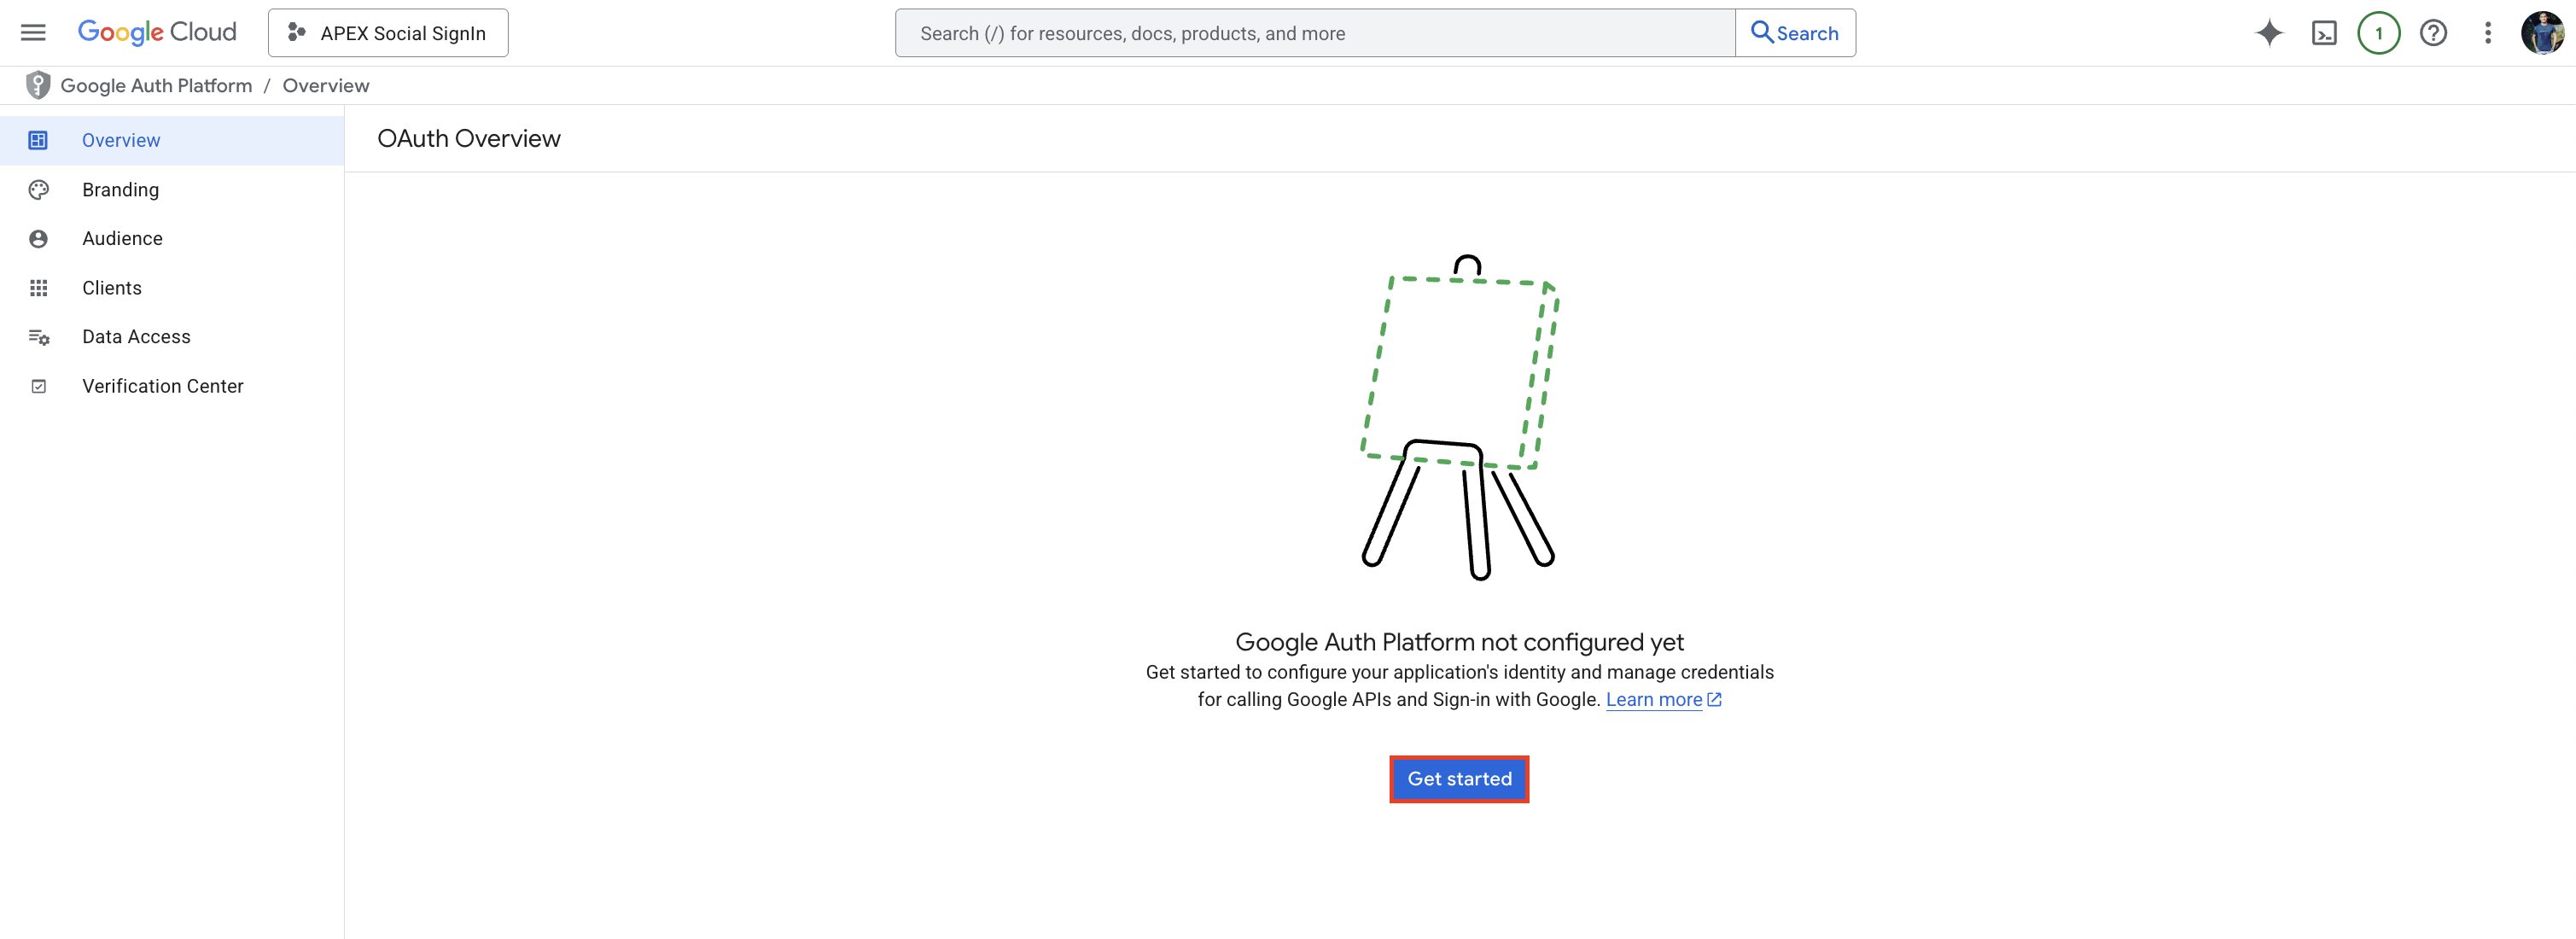 Google Cloud
APEX Social SignIn
Search (/) for resources, docs, products, and more
Search
1
Google Auth Platform / Overview
Overview
Branding
Audience
Clients
Data Access
Verification Center
OAuth Overview
Google Auth Platform not configured yet
Get started to configure your application's identity and manage credentials
for calling Google APIs and Sign-in with Google. Learn more
Get started